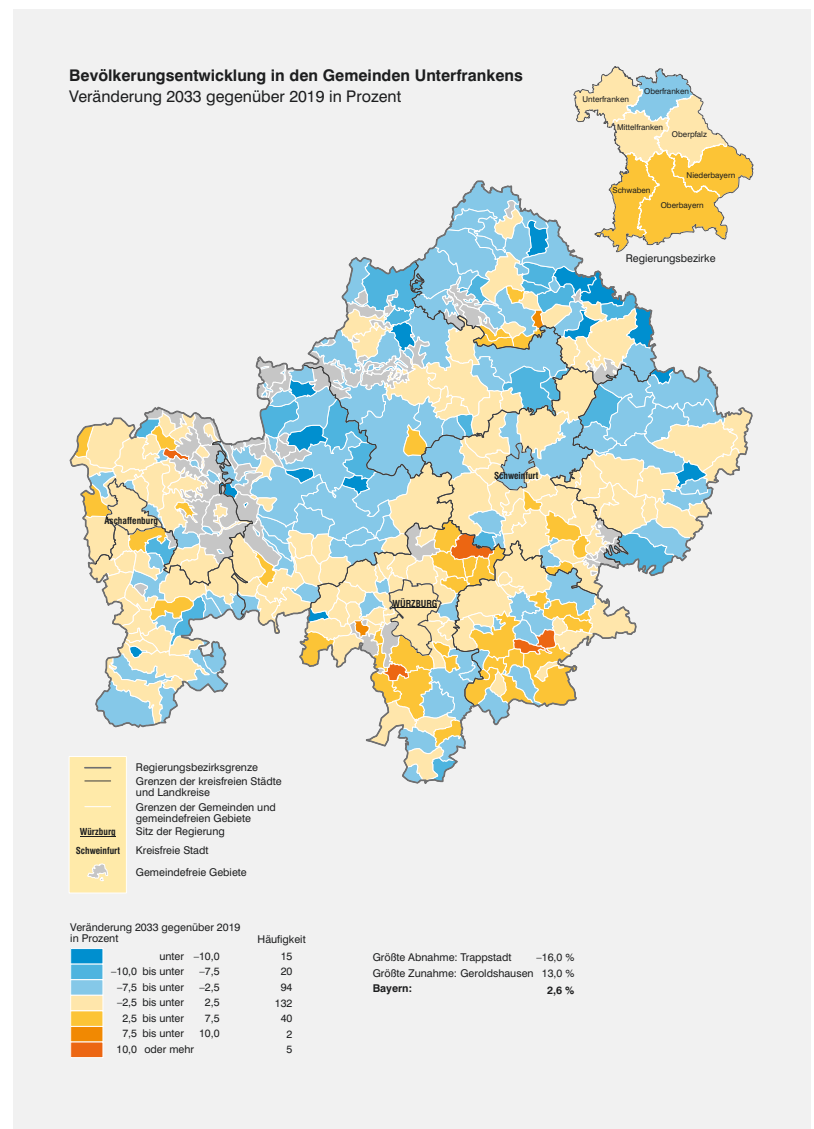 Bevölkerungsentwicklung in den Gemeinden Unterfrankens
Veränderung 2033 gegenüber 2019 in Prozent
Oberfranken
Unterfranken
Mittelfranken
Oberpfalz
Niederbayern
Schwaben
Oberbayern
Regierungsbezirke
Schweinfurt
Aschaffenburg
WÜRZBURG
Regierungsbezirksgrenze
Grenzen der kreisfreien Städte
und Landkreise
Grenzen der Gemeinden und
gemeindefreien Gebiete
Würzburg Sitz der Regierung
Schweinfurt Kreisfreie Stadt
Gemeindefreie Gebiete
Veränderung 2033 gegenüber 2019
in Prozent Häufigkeit
unter −10,0 15
−10,0 bis unter −7,5 20
−7,5 bis unter −2,5 94
−2,5 bis unter 2,5 132
2,5 bis unter 7,5 40
7,5 bis unter 10,0 2
10,0 oder mehr 5
Größte Abnahme: Trappstadt −16,0 %
Größte Zunahme: Geroldshausen 13,0 %
Bayern: 2,6 %